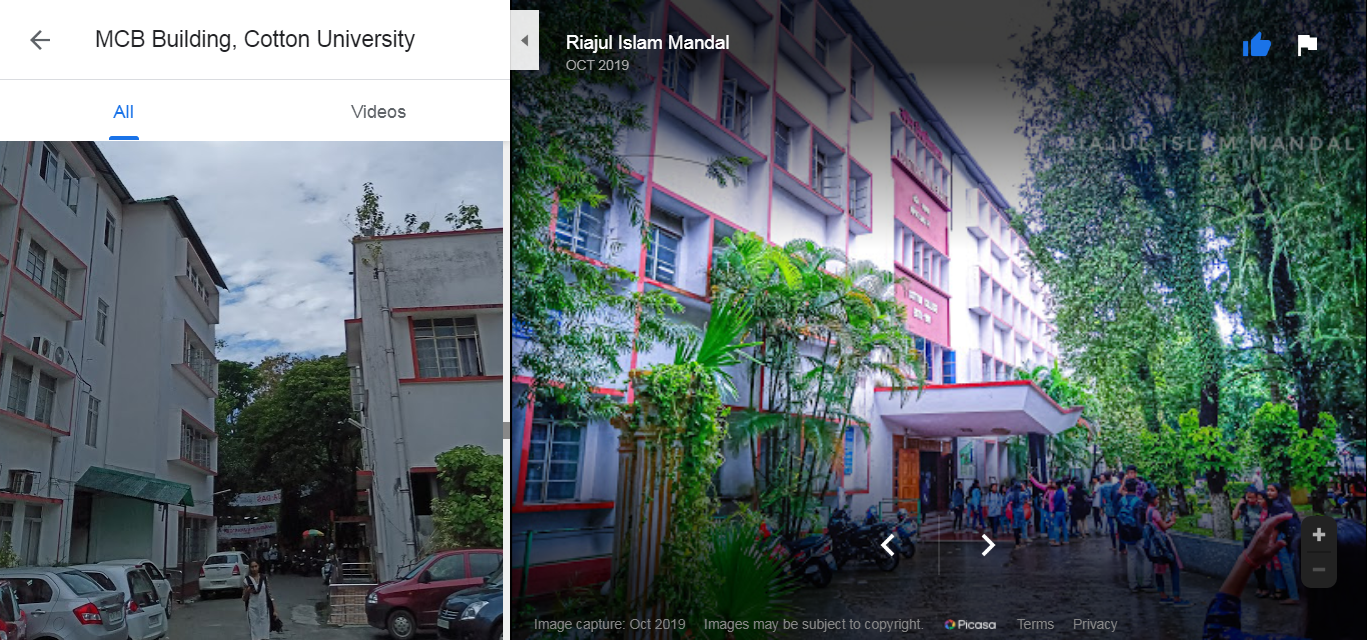 MCB Building, Cotton University
All
Videos
Riajul Islam Mandal
OCT 2019
RIAJUL ISLAM MANDAL
COTTON COLLEGE
Image capture: Oct 2019 Images may be subject to copyright. Picasa Terms Privacy